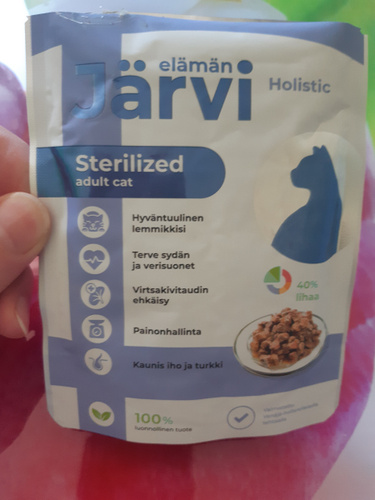 elämän
Järvi
Holistic
Sterilized
adult cat
Hyväntuulinen
lemmikkisi
Terve sydän
ja verisuonet
Virtsakivitaudin
ehkäisy
40%
lihaa
Painonhallinta
Kaunis iho ja turkki
100%
luonnollinen tuote